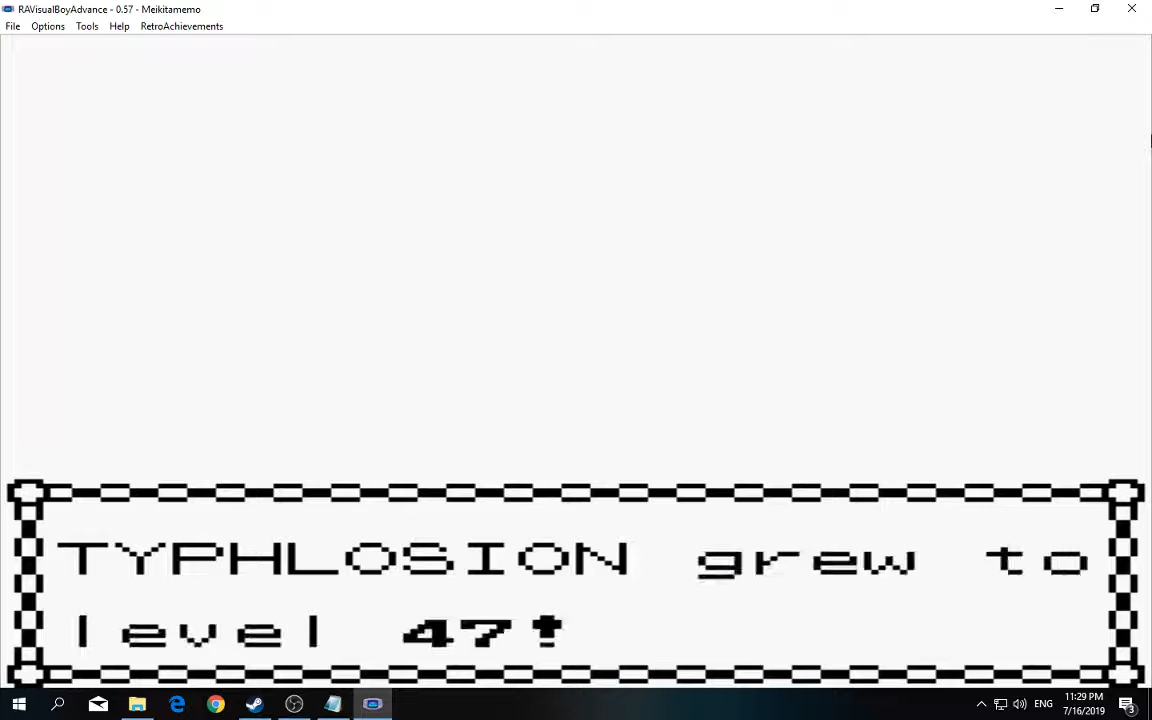 RAVisualBoyAdvance - 0.57 - Meikitamemo
File Options Tools Help RetroAchievements
TYPHLOSION grew to
level 47!
ENG
11:29 PM
7/16/2019
3